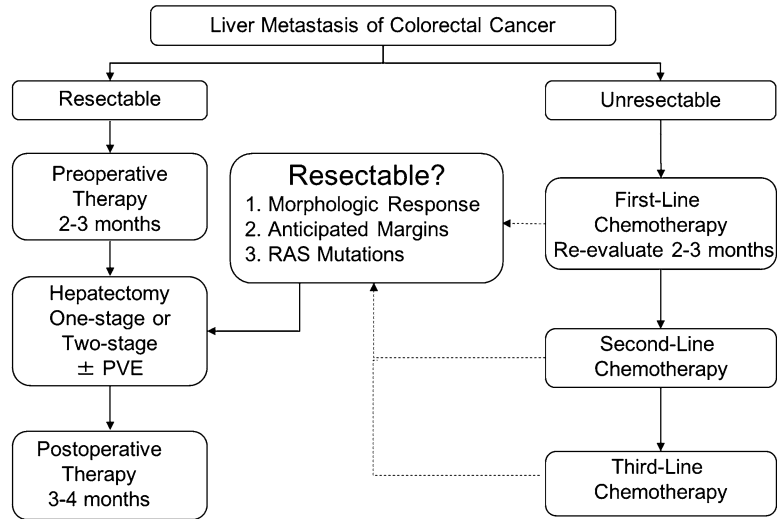 Liver Metastasis of Colorectal Cancer
Resectable
Unresectable
Preoperative
Therapy
2-3 months
Resectable?
1. Morphologic Response
2. Anticipated Margins
3. RAS Mutations
First-Line
Chemotherapy
Re-evaluate 2-3 months
Hepatectomy
One-stage or
Two-stage
± PVE
Second-Line
Chemotherapy
Postoperative
Therapy
3-4 months
Third-Line
Chemotherapy